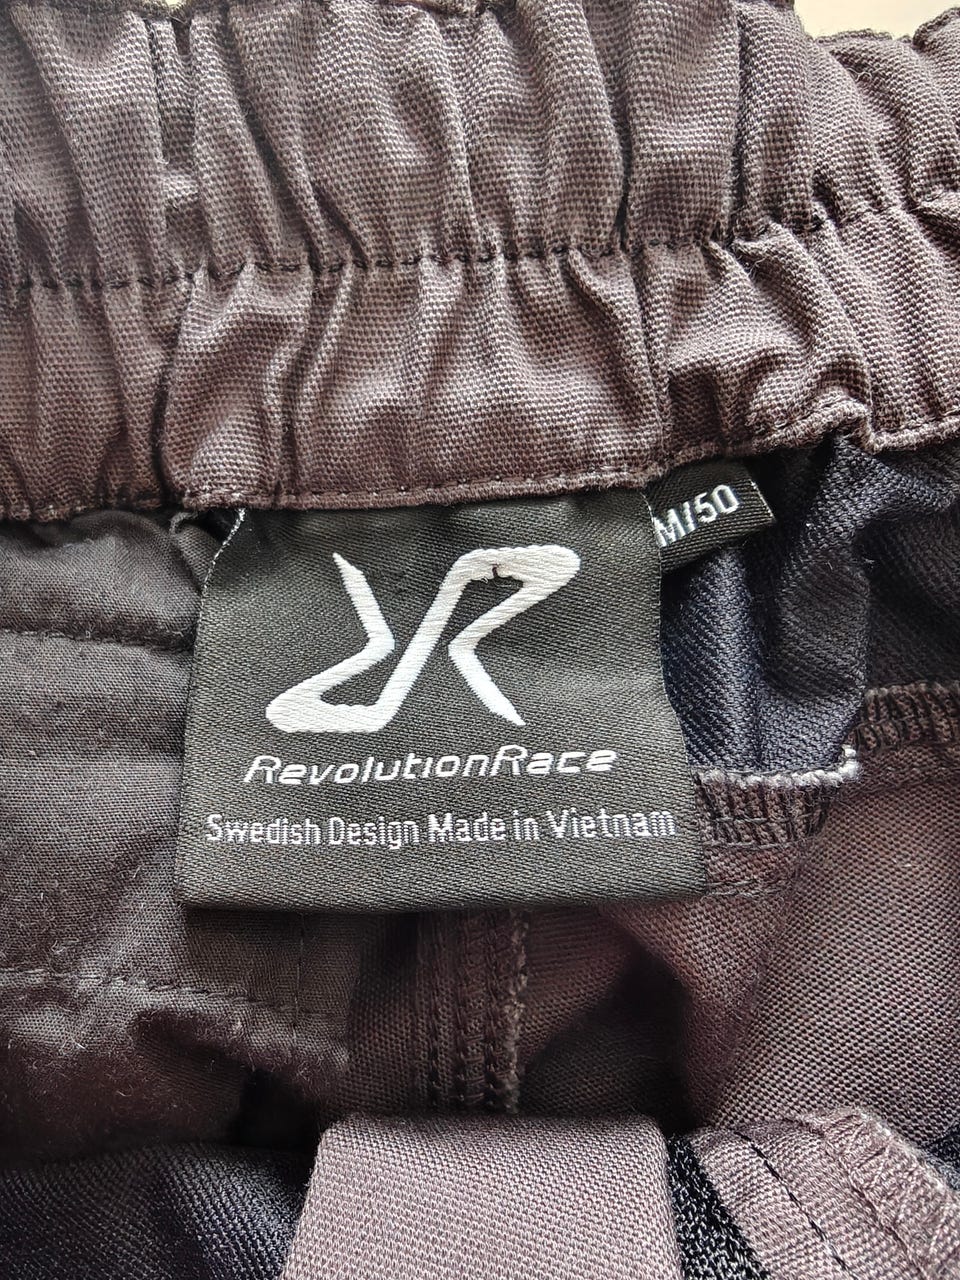 M/50
RevolutionRace
Swedish Design Made in Vietnam